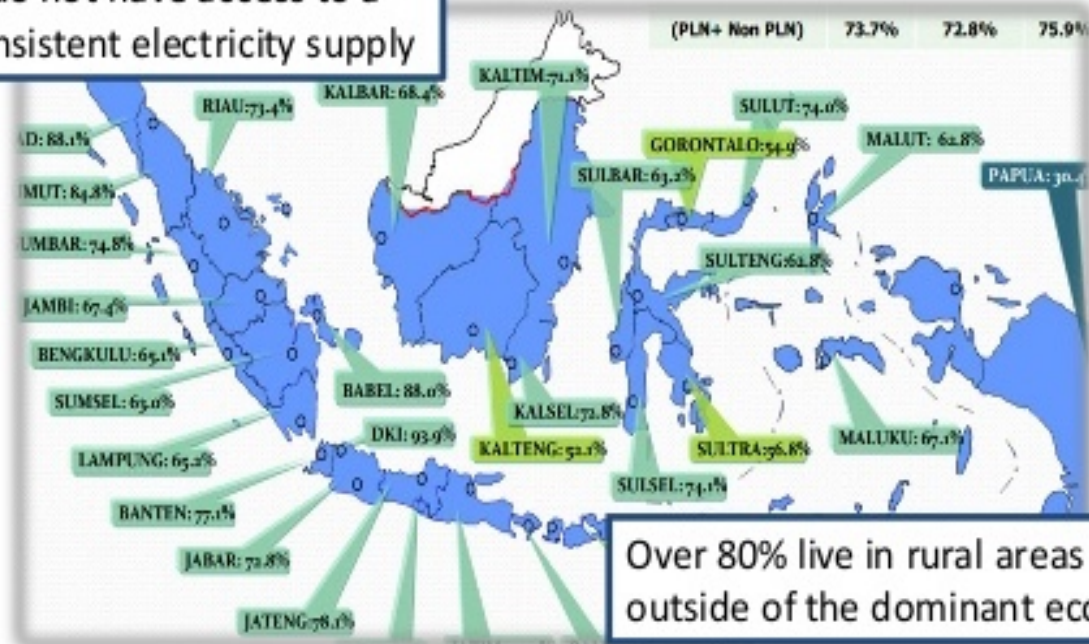 nsistent electricity supply
(PLN+ Non PLN) 73.7% 72.8% 75.9%
KALTIM:71.1%
KALBAR: 68.4%
RIAU:73.4%
SULUT: 74.0%
D: 88.1%
GORONTALO:54.9%
MALUT: 62.8%
SULBAR: 63.2%
PAPUA: 30.
MUT: 84.8%
UMBAR: 74.8%
SULTENG:62.8%
JAMBI: 67.4%
BENGKULU: 65.1%
BABEL: 88.0%
SUMSEL: 63.0%
KALSEL:72.8%
DKI: 93.9%
KALTENG: 52.1%
SULTRA:56.8%
MALUKU: 67.1%
LAMPUNG: 65.2%
SULSEL: 74.1%
BANTEN: 77.1%
JABAR: 72.8%
JATENG:78.1%
Over 80% live in rural areas
outside of the dominant ec